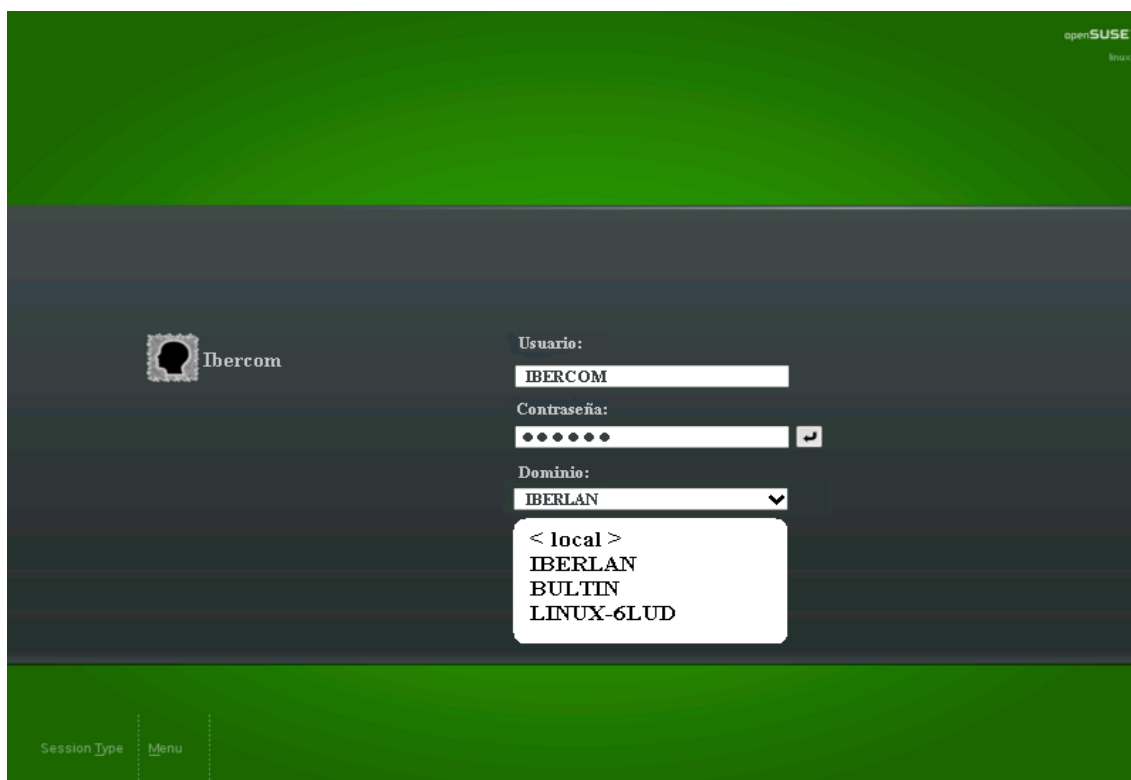 openSUSE
linux
Usuario:
Ibercom
IBERCOM
Contraseña:
Dominio:
IBERLAN
< local >
IBERLAN
BULTIN
LINUX-6LUD
Session Type
Menu